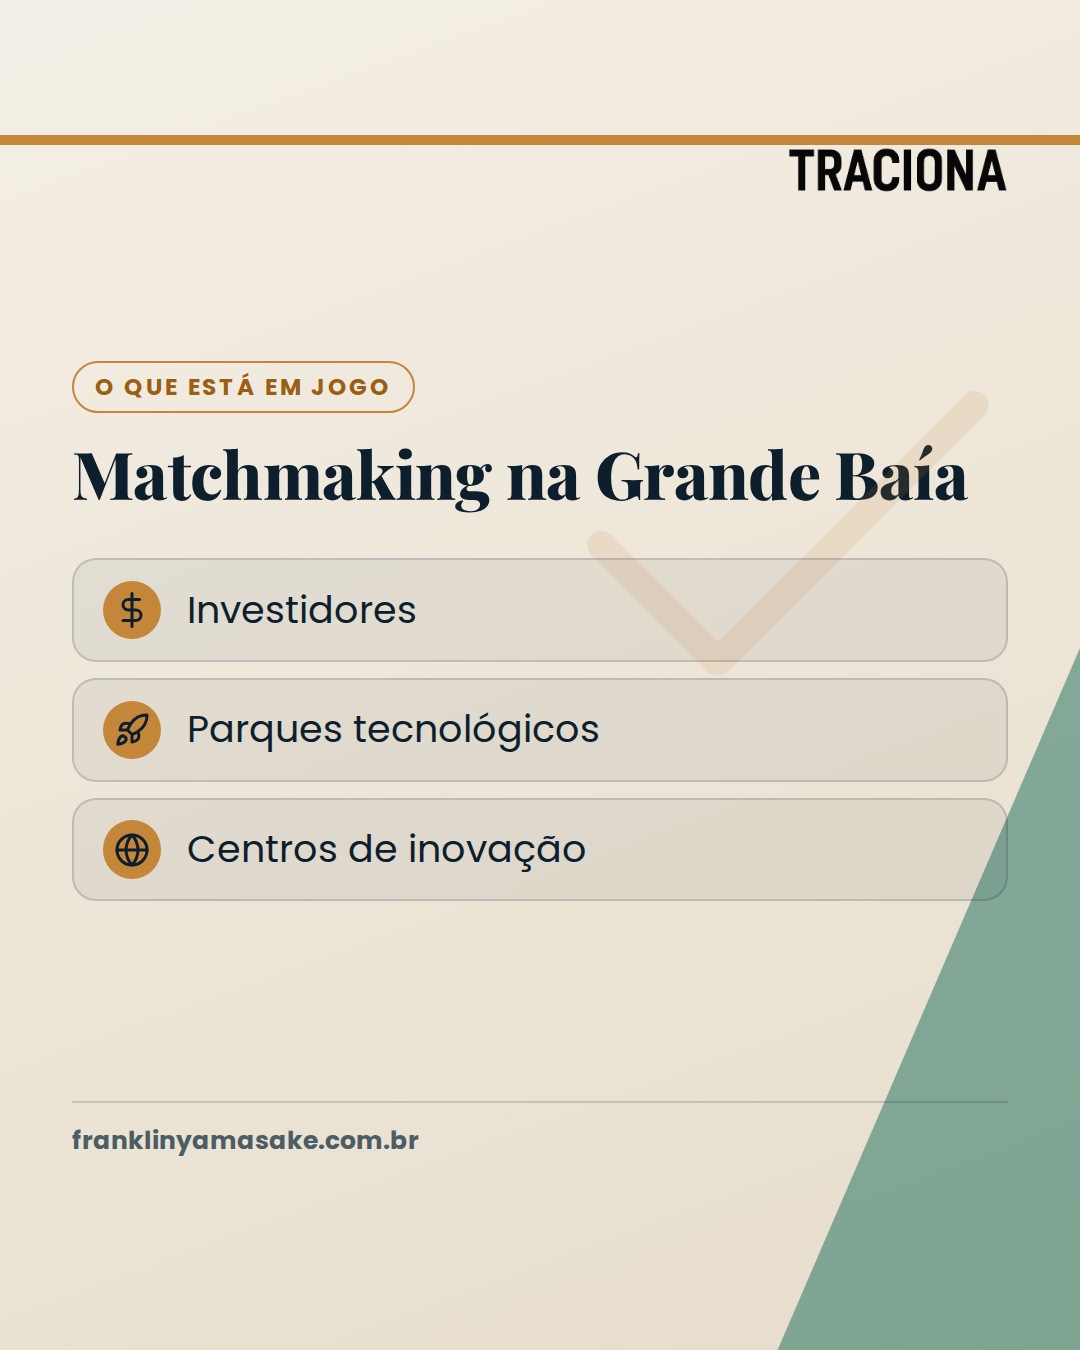 TRACIONA
O QUE ESTÁ EM JOGO
Matchmaking na Grande Baía
Investidores
Parques tecnológicos
Centros de inovação
franklinyamasake.com.br